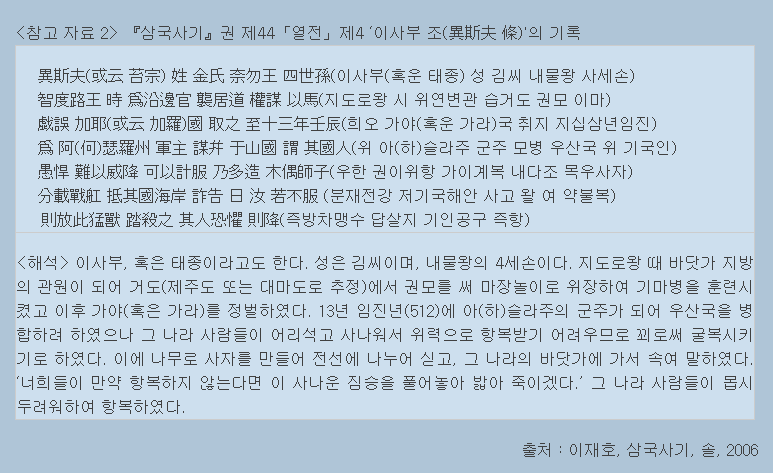 <참고 자료 2> 『삼국사기』권 제44「열전」제4 ‘이사부 조(異斯夫 條)'의 기록
異斯夫(或云 苔宗) 姓 金氏 奈勿王 四世孫(이사부(혹운 태종) 성 김씨 내물왕 사세손)
智度路王 時 爲沿邊官 襲居道 權謀 以馬(지도로왕 시 위연변관 습거도 권모 이마)
戲誤 加耶(或云 加羅)國 取之 至十三年壬辰(희오 가야(혹운 가라)국 취지 지십삼년임진)
爲 阿(何)瑟羅州 軍主 謀幷 于山國 謂 其國人(위 아(하)슬라주 군주 모병 우산국 위 기국인)
愚悍 難以威降 可以計服 乃多造 木偶師子(우한 권이위항 가이계복 내다조 목우사자)
分載戰舡 抵其國海岸 詐告 日 汝 若不服 (분재전강 저기국해안 사고 왈 여 약불복)
則放此猛獸 踏殺之 其人恐懼 則降(즉방차맹수 답살지 기인공구 즉항)
<해석> 이사부, 혹은 태종이라고도 한다. 성은 김씨이며, 내물왕의 4세손이다. 지도로왕 때 바닷가 지방
의 관원이 되어 거도(제주도 또는 대마도로 추정)에서 권모를 써 마장놀이로 위장하여 기마병을 훈련시
켰고 이후 가야(혹은 가라)를 정벌하였다. 13년 임진년(512)에 아(하)슬라주의 군주가 되어 우산국을 병
합하려 하였으나 그 나라 사람들이 어리석고 사나워서 위력으로 항복받기 어려우므로 꾀로써 굴복시키
기로 하였다. 이에 나무로 사자를 만들어 전선에 나누어 싣고, 그 나라의 바닷가에 가서 속여 말하였다.
‘너희들이 만약 항복하지 않는다면 이 사나운 짐승을 풀어놓아 밟아 죽이겠다.’ 그 나라 사람들이 몹시
두려워하여 항복하였다.
출처 : 이재호, 삼국사기, 솔, 2006